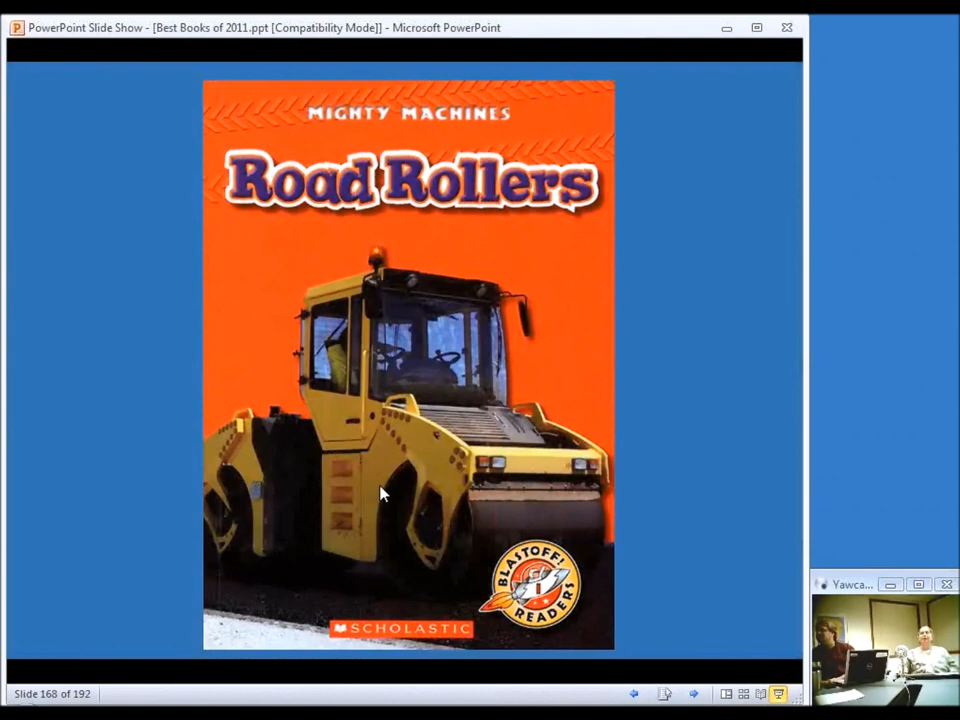 PowerPoint Slide Show - [Best Books of 2011.ppt [Compatibility Mode]] - Microsoft PowerPoint
MIGHTY MACHINES
Road Rollers
BLASTOFF!
1
READERS
SCHOLASTIC
Yawca...
Slide 168 of 192